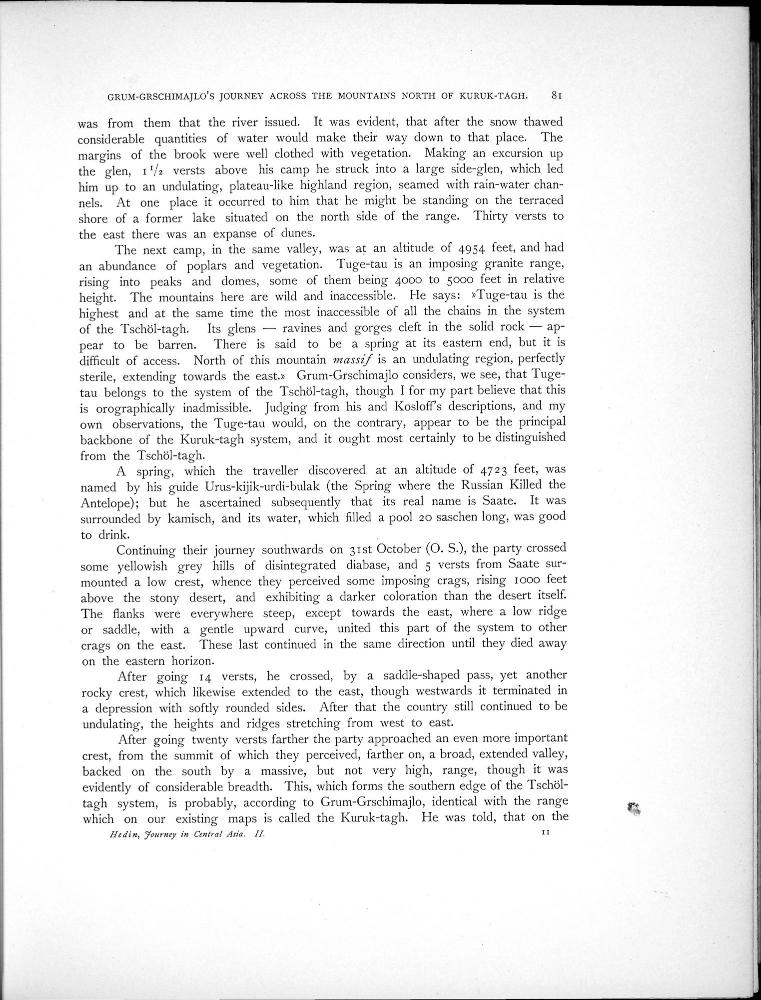 GRUM-GRSCHIMAJLO'S JOURNEY ACROSS THE MOUNTAINS NORTH OF KURUK-TAGH. 81
was from them that the river issued. It was evident, that after the snow thawed
considerable quantities of water would make their way down to that place. The
margins of the brook were well clothed with vegetation. Making an excursion up
the glen, 1 1/2 versts above his camp he struck into a large side-glen, which led
him up to an undulating, plateau-like highland region, seamed with rain-water chan-
nels. At one place it occurred to him that he might be standing on the terraced
shore of a former lake situated on the north side of the range. Thirty versts to
the east there was an expanse of dunes.
The next camp, in the same valley, was at an altitude of 4954 feet, and had
an abundance of poplars and vegetation. Tuge-tau is an imposing granite range,
rising into peaks and domes, some of them being 4000 to 5000 feet in relative
height. The mountains here are wild and inaccessible. He says: »Tuge-tau is the
highest and at the same time the most inaccessible of all the chains in the system
of the Tschöl-tagh. Its glens — ravines and gorges cleft in the solid rock — ap-
pear to be barren. There is said to be a spring at its eastern end, but it is
difficult of access. North of this mountain massif is an undulating region, perfectly
sterile, extending towards the east.» Grum-Grschimajlo considers, we see, that Tuge-
tau belongs to the system of the Tschöl-tagh, though I for my part believe that this
is orographically inadmissible. Judging from his and Kosloff's descriptions, and my
own observations, the Tuge-tau would, on the contrary, appear to be the principal
backbone of the Kuruk-tagh system, and it ought most certainly to be distinguished
from the Tschöl-tagh.
A spring, which the traveller discovered at an altitude of 4723 feet, was
named by his guide Urus-kijik-urdi-bulak (the Spring where the Russian Killed the
Antelope); but he ascertained subsequently that its real name is Saate. It was
surrounded by kamisch, and its water, which filled a pool 20 saschen long, was good
to drink.
Continuing their journey southwards on 31st October (O. S.), the party crossed
some yellowish grey hills of disintegrated diabase, and 5 versts from Saate sur-
mounted a low crest, whence they perceived some imposing crags, rising 1000 feet
above the stony desert, and exhibiting a darker coloration than the desert itself.
The flanks were everywhere steep, except towards the east, where a low ridge
or saddle, with a gentle upward curve, united this part of the system to other
crags on the east. These last continued in the same direction until they died away
on the eastern horizon.
After going 14 versts, he crossed, by a saddle-shaped pass, yet another
rocky crest, which likewise extended to the east, though westwards it terminated in
a depression with softly rounded sides. After that the country still continued to be
undulating, the heights and ridges stretching from west to east.
After going twenty versts farther the party approached an even more important
crest, from the summit of which they perceived, farther on, a broad, extended valley,
backed on the south by a massive, but not very high, range, though it was
evidently of considerable breadth. This, which forms the southern edge of the Tschöl-
tagh system, is probably, according to Grum-Grschimajlo, identical with the range
which on our existing maps is called the Kuruk-tagh. He was told, that on the
Hedin, Journey in Central Asia. II. 11